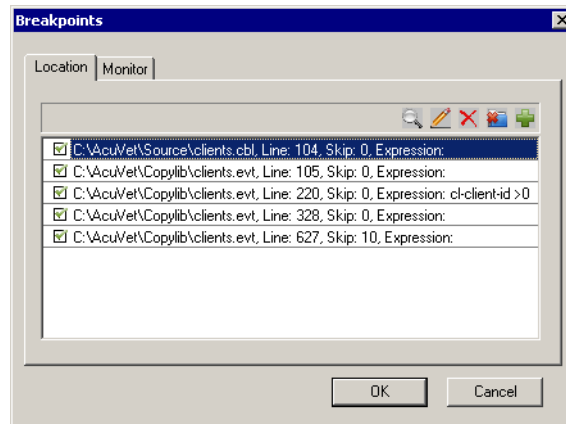 Breakpoints
Location Monitor
C:\AcuVet\Source\clients.cbl, Line: 104, Skip: 0, Expression:
C:\AcuVet\Copylib\clients.evt, Line: 105, Skip: 0, Expression:
C:\AcuVet\Copylib\clients.evt, Line: 220, Skip: 0, Expression: cl-client-id >0
C:\AcuVet\Copylib\clients.evt, Line: 328, Skip: 0, Expression:
C:\AcuVet\Copylib\clients.evt, Line: 627, Skip: 10, Expression:
OK Cancel